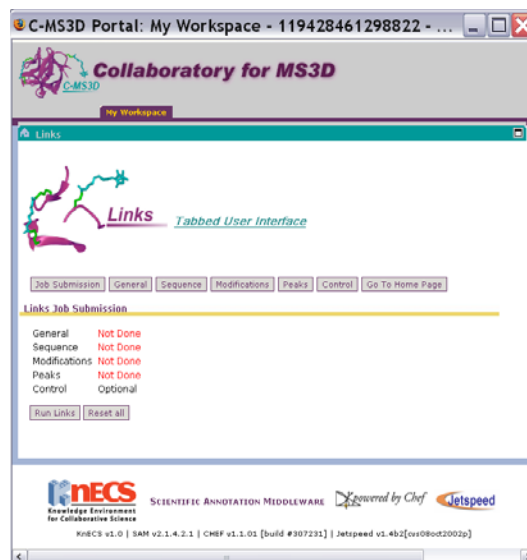 C-MS3D Portal: My Workspace - 119428461298822 - ...
C-MS3D
Collaboratory for MS3D
My Workspace
Links
Links
Tabbed User Interface
Job Submission General Sequence Modifications Peaks Control Go To Home Page
Links Job Submission
General Not Done
Sequence Not Done
Modifications Not Done
Peaks Not Done
Control Optional
Run Links Reset all
KnECS
Knowledge Environment
for Collaborative Science
SCIENTIFIC ANNOTATION MIDDLEWARE
powered by Chef
Jetspeed
KnECS v1.0 | SAM v2.1.4.2.1 | CHEF v1.1.01 [build #307231] | Jetspeed v1.4b2[cvs08oct2002p]